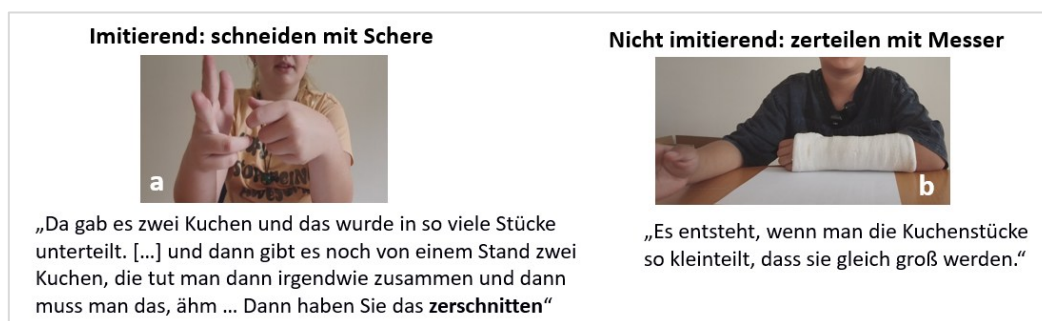 Imitierend: schneiden mit Schere
a
„Da gab es zwei Kuchen und das wurde in so viele Stücke
unterteilt. […] und dann gibt es noch von einem Stand zwei
Kuchen, die tut man dann irgendwie zusammen und dann
muss man das, ähm … Dann haben Sie das zerschnitten“
Nicht imitierend: zerteilen mit Messer
b
„Es entsteht, wenn man die Kuchenstücke
so kleinteilt, dass sie gleich groß werden.“